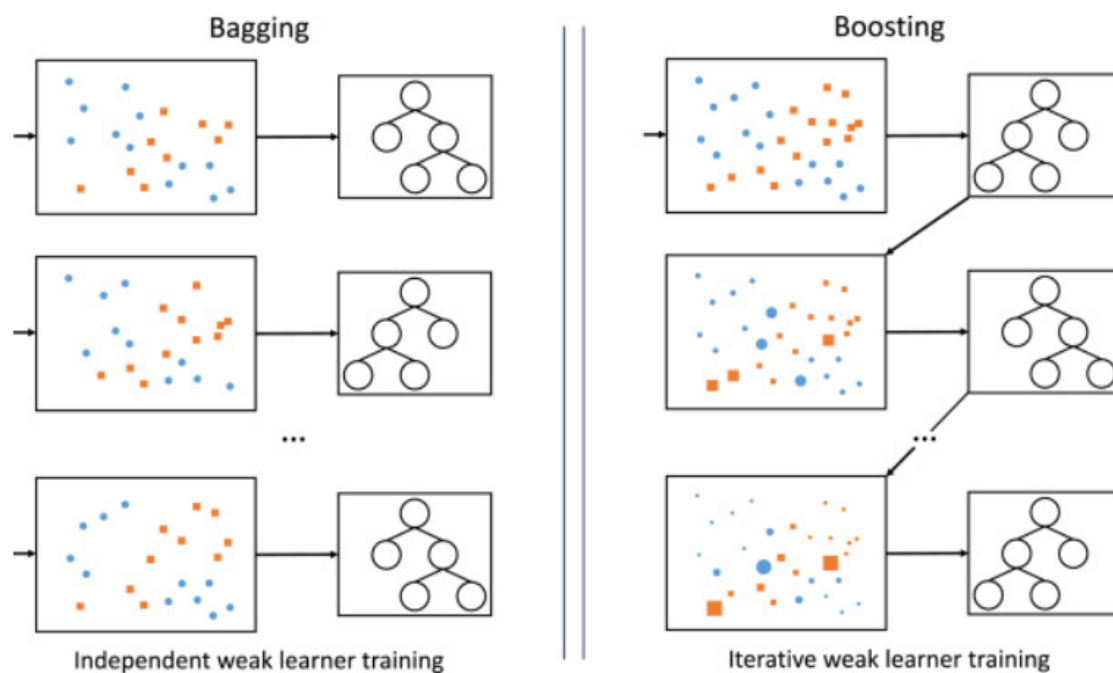 Bagging
Boosting
...
...
Independent weak learner training
Iterative weak learner training